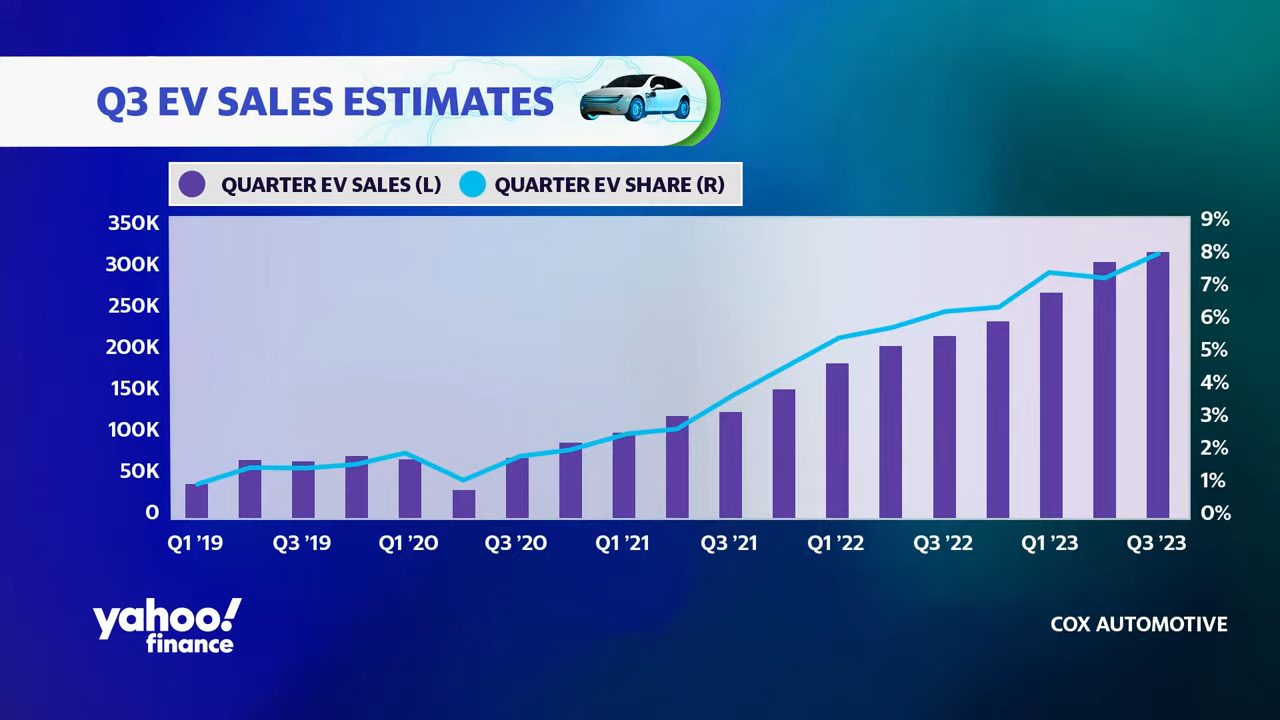 Q3 EV SALES ESTIMATES
QUARTER EV SALES (L) QUARTER EV SHARE (R)
350K
300K
250K
200K
150K
100K
50K
0
9%
8%
7%
6%
5%
4%
3%
2%
1%
0%
Q1 ’19 Q3 ’19 Q1 ’20 Q3 ’20 Q1 ’21 Q3 ’21 Q1 ’22 Q3 ’22 Q1 ’23 Q3 ’23
yahoo!
finance
COX AUTOMOTIVE